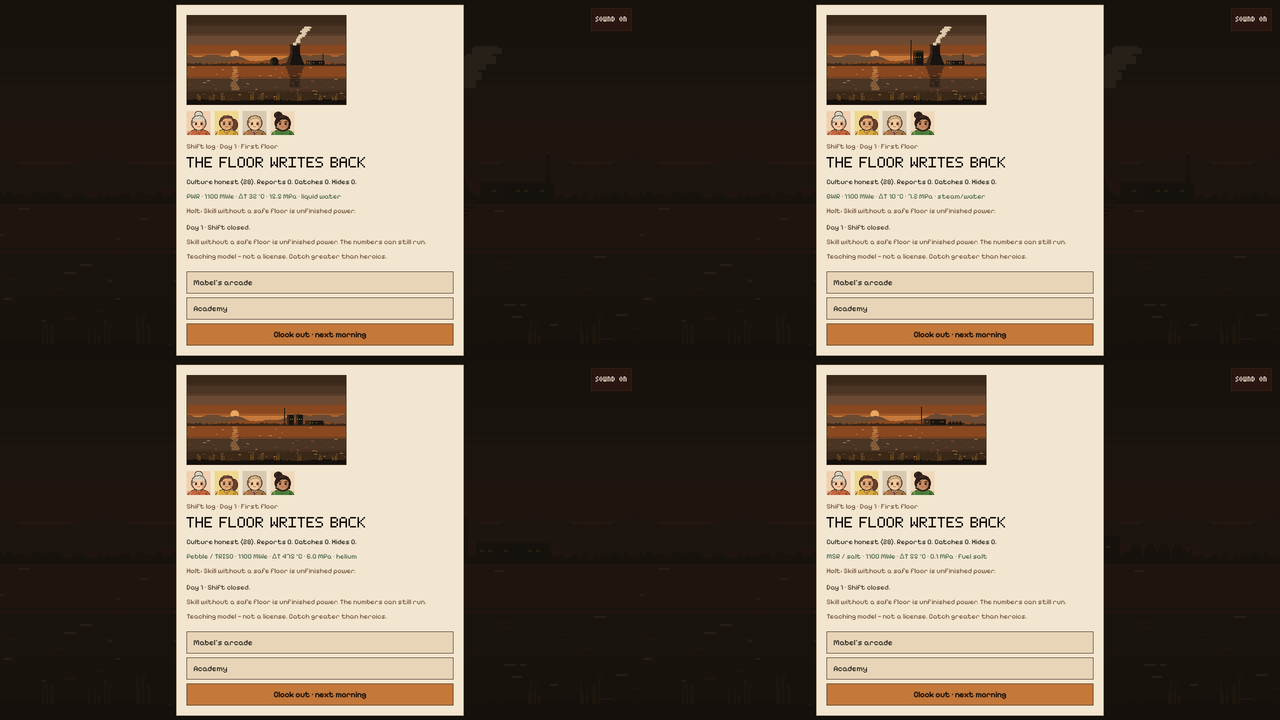 SOUND ON
Shift log · Day 1 · First floor
THE FLOOR WRITES BACK
Culture honest (28). Reports 0. Catches 0. Hides 0.
PWR · 1100 MWe · ΔT 33 °C · 15.5 MPa · liquid water
Holt: Skill without a safe floor is unfinished power.
Day 1 · Shift closed.
Skill without a safe floor is unfinished power. The numbers can still run.
Teaching model – not a license. Catch greater than heroics.
Mabel's arcade
Academy
Clock out · next morning
SOUND ON
Shift log · Day 1 · First floor
THE FLOOR WRITES BACK
Culture honest (28). Reports 0. Catches 0. Hides 0.
BWR · 1100 MWe · ΔT 10 °C · 7.2 MPa · steam/water
Holt: Skill without a safe floor is unfinished power.
Day 1 · Shift closed.
Skill without a safe floor is unfinished power. The numbers can still run.
Teaching model – not a license. Catch greater than heroics.
Mabel's arcade
Academy
Clock out · next morning
SOUND ON
Shift log · Day 1 · First floor
THE FLOOR WRITES BACK
Culture honest (28). Reports 0. Catches 0. Hides 0.
Pebble / TRISO · 1100 MWe · ΔT 475 °C · 6.0 MPa · helium
Holt: Skill without a safe floor is unfinished power.
Day 1 · Shift closed.
Skill without a safe floor is unfinished power. The numbers can still run.
Teaching model – not a license. Catch greater than heroics.
Mabel's arcade
Academy
Clock out · next morning
SOUND ON
Shift log · Day 1 · First floor
THE FLOOR WRITES BACK
Culture honest (28). Reports 0. Catches 0. Hides 0.
MSR / salt · 1100 MWe · ΔT 55 °C · 0.1 MPa · fuel salt
Holt: Skill without a safe floor is unfinished power.
Day 1 · Shift closed.
Skill without a safe floor is unfinished power. The numbers can still run.
Teaching model – not a license. Catch greater than heroics.
Mabel's arcade
Academy
Clock out · next morning